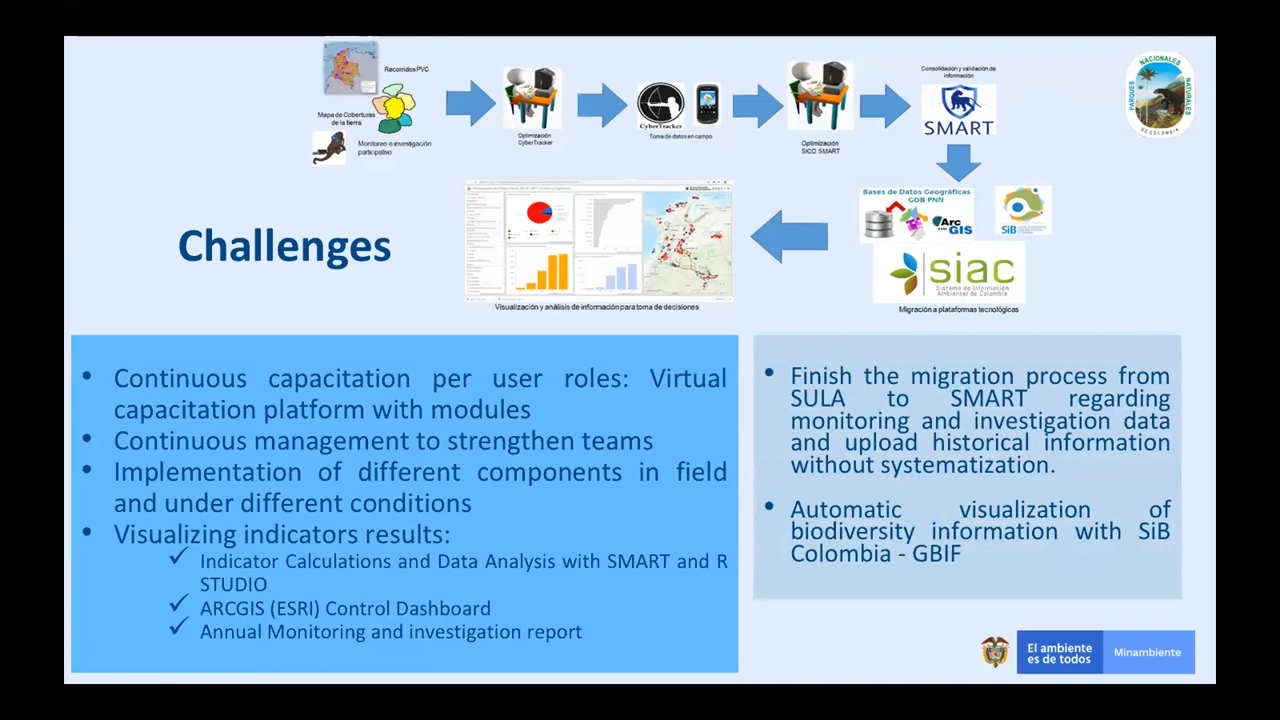 Recorridos PVC
Mapa de Coberturas
de la tierra
Monitoreo e investigación
participativo
Optimización
CyberTracker
CYBERTRACKER
Toma de datos en campo
Optimización
SICO SMART
Consolidación y validación de
información
SMART
PARQUES NACIONALES NATURALES
DE COLOMBIA
Bases de Datos Geográficas
GDB PNN
Arc
GIS
SiB
siac
Sistema de Información
Ambiental de Colombia
Migración a plataformas tecnológicas
Visualización y análisis de información para toma de decisiones
Challenges
• Continuous capacitation per user roles: Virtual
capacitation platform with modules
• Continuous management to strengthen teams
• Implementation of different components in field
and under different conditions
• Visualizing indicators results:
✓ Indicator Calculations and Data Analysis with SMART and R
STUDIO
✓ ARCGIS (ESRI) Control Dashboard
✓ Annual Monitoring and investigation report
• Finish the migration process from
SULA to SMART regarding
monitoring and investigation data
and upload historical information
without systematization.
• Automatic visualization of
biodiversity information with SiB
Colombia - GBIF
El ambiente
es de todos
Minambiente